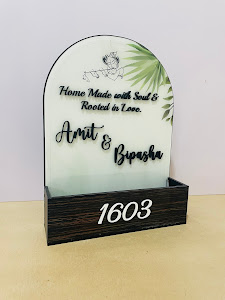 Home Made with Soul &
Rooted in Love.
Amit
&
Bipasha
1603